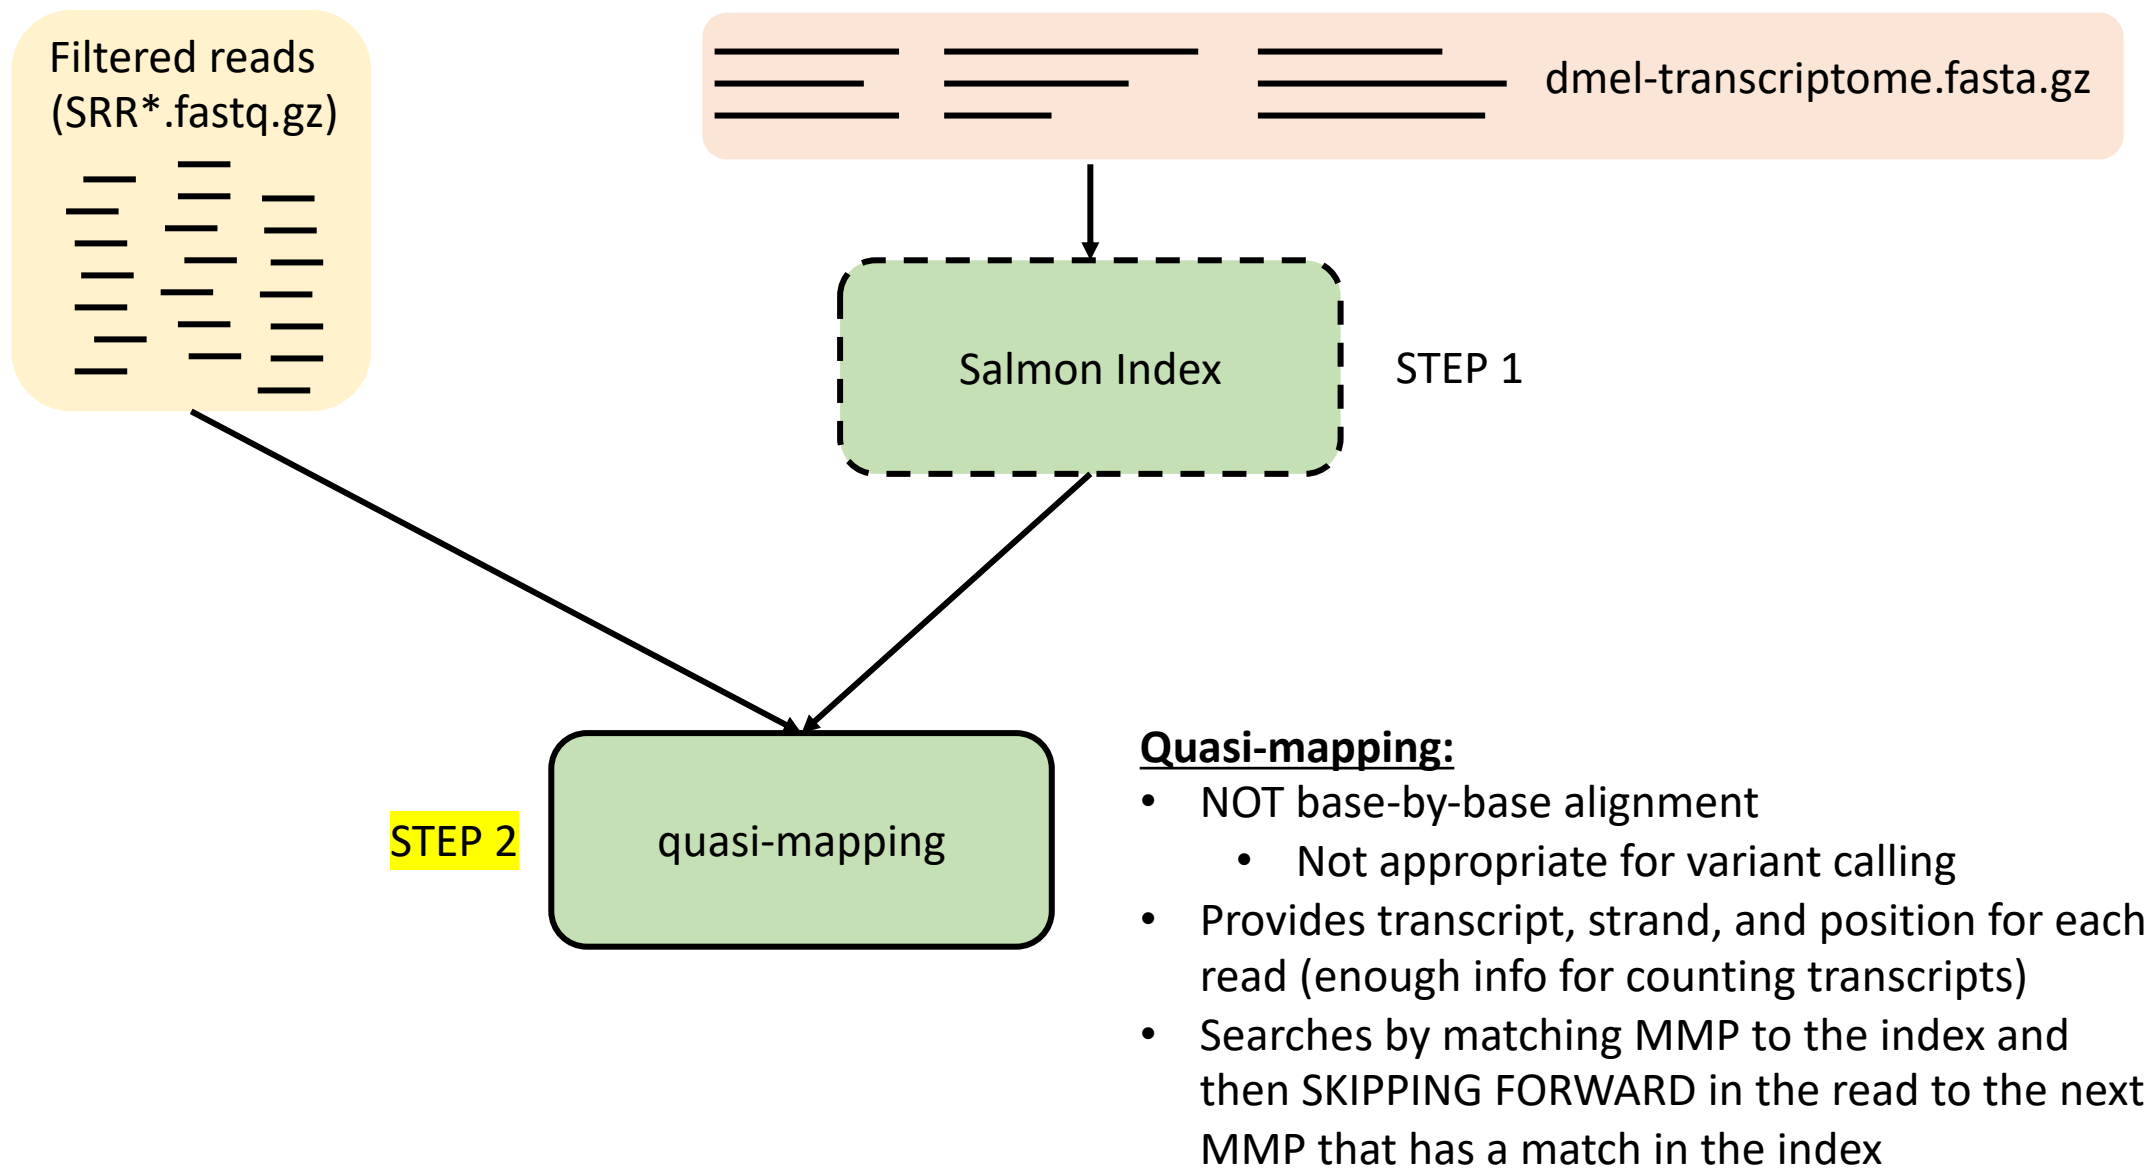 Filtered reads
(SRR*.fastq.gz)
dmel-transcriptome.fasta.gz
Salmon Index
STEP 1
STEP 2
quasi-mapping
Quasi-mapping:
• NOT base-by-base alignment
• Not appropriate for variant calling
• Provides transcript, strand, and position for each
read (enough info for counting transcripts)
• Searches by matching MMP to the index and
then SKIPPING FORWARD in the read to the next
MMP that has a match in the index